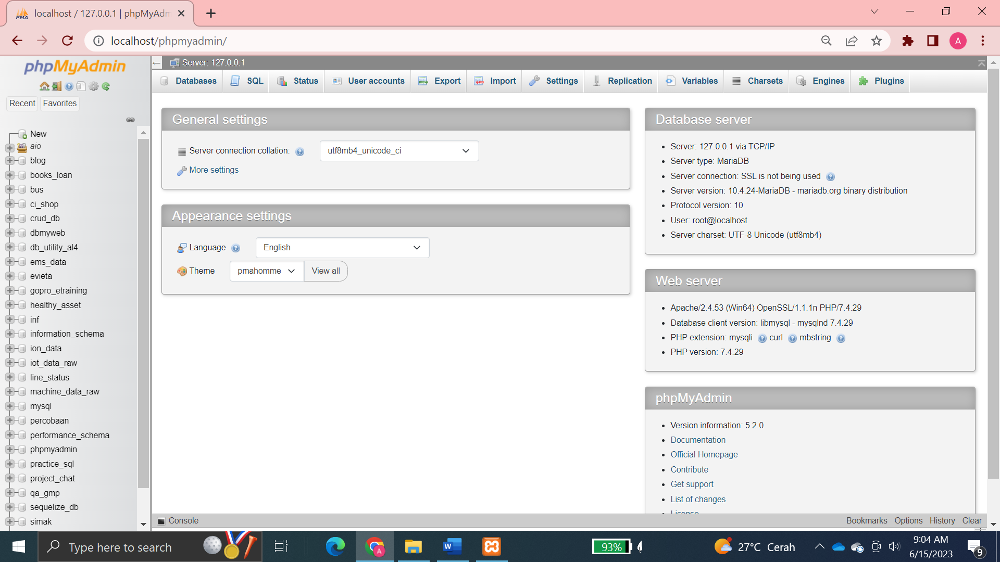 localhost / 127.0.0.1 | phpMyAdm
localhost/phpmyadmin/
A
phpMyAdmin
Recent
Favorites
New
aio
blog
books_loan
bus
ci_shop
crud_db
dbmyweb
db_utility_al4
ems_data
evieta
gopro_etraining
healthy_asset
inf
information_schema
ion_data
iot_data_raw
line_status
machine_data_raw
mysql
percobaan
performance_schema
phpmyadmin
practice_sql
project_chat
qa_gmp
sequelize_db
simak
Server: 127.0.0.1
Databases SQL Status User accounts Export Import Settings Replication Variables Charsets Engines Plugins
General settings
Server connection collation: utf8mb4_unicode_ci
More settings
Appearance settings
Language English
Theme pmahomme View all
Database server
Server: 127.0.0.1 via TCP/IP
Server type: MariaDB
Server connection: SSL is not being used
Server version: 10.4.24-MariaDB - mariadb.org binary distribution
Protocol version: 10
User: root@localhost
Server charset: UTF-8 Unicode (utf8mb4)
Web server
Apache/2.4.53 (Win64) OpenSSL/1.1.1n PHP/7.4.29
Database client version: libmysql - mysqlnd 7.4.29
PHP extension: mysqli curl mbstring
PHP version: 7.4.29
phpMyAdmin
Version information: 5.2.0
Documentation
Official Homepage
Contribute
Get support
List of changes
License
Console
Bookmarks Options History Clear
Type here to search
93%
27°C Cerah
9:04 AM
6/15/2023
9